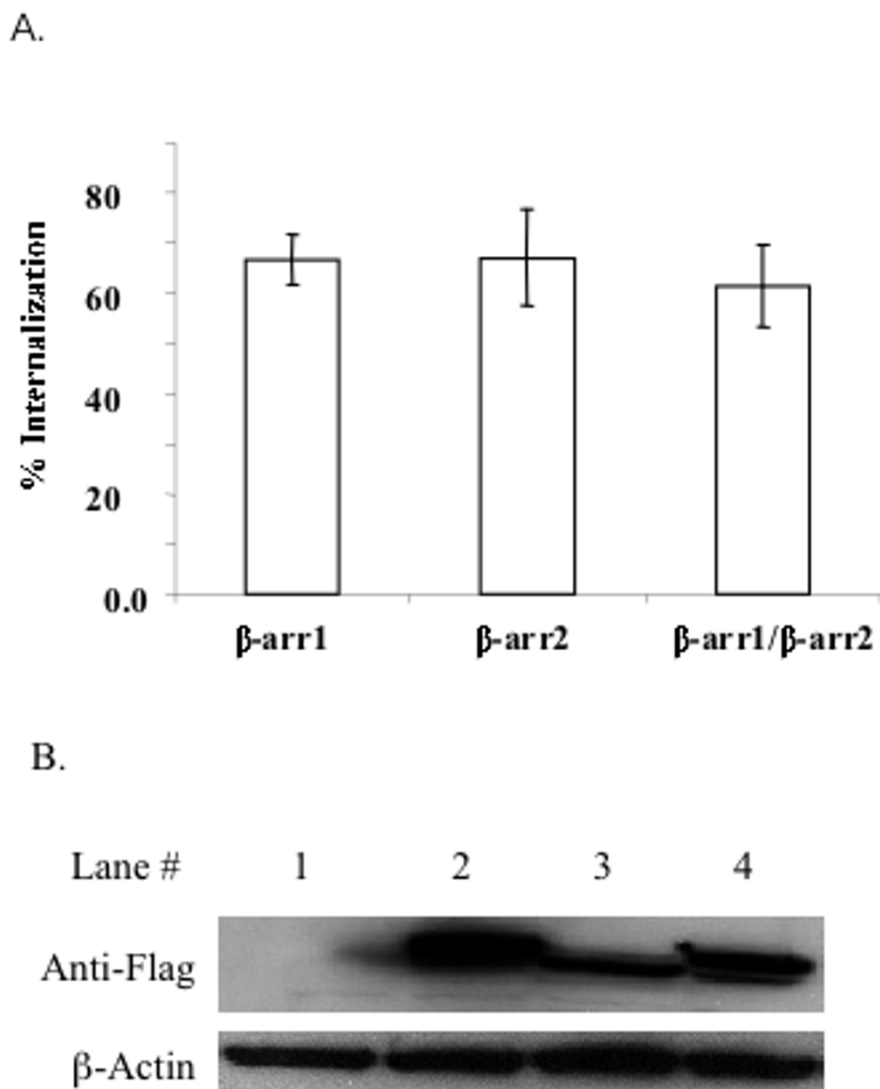 A.
% Internalization
80
60
40
20
0.0
β-arr1
β-arr2
β-arr1/β-arr2
B.
Lane # 1 2 3 4
Anti-Flag
β-Actin